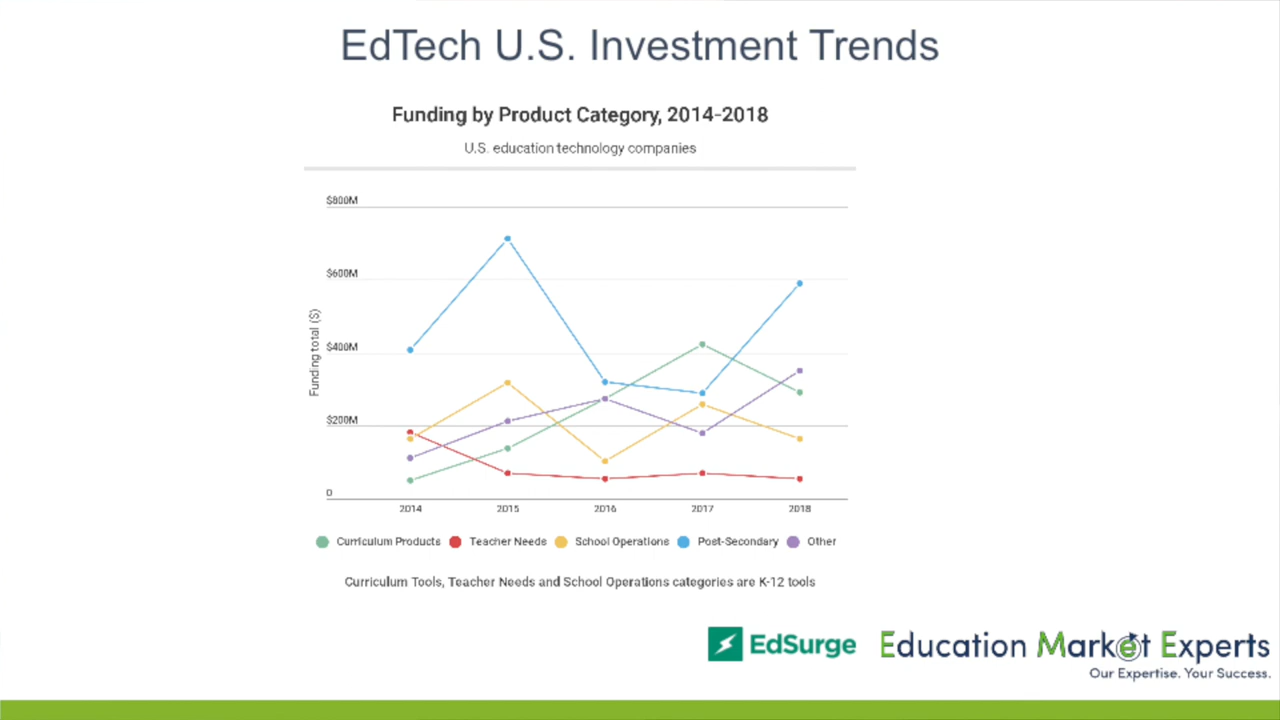 EdTech U.S. Investment Trends
Funding by Product Category, 2014-2018
U.S. education technology companies
$800M
$600M
$400M
$200M
0
Funding total ($)
2014 2015 2016 2017 2018
Curriculum Products Teacher Needs School Operations Post-Secondary Other
Curriculum Tools, Teacher Needs and School Operations categories are K-12 tools
EdSurge Education Market Experts
Our Expertise. Your Success.